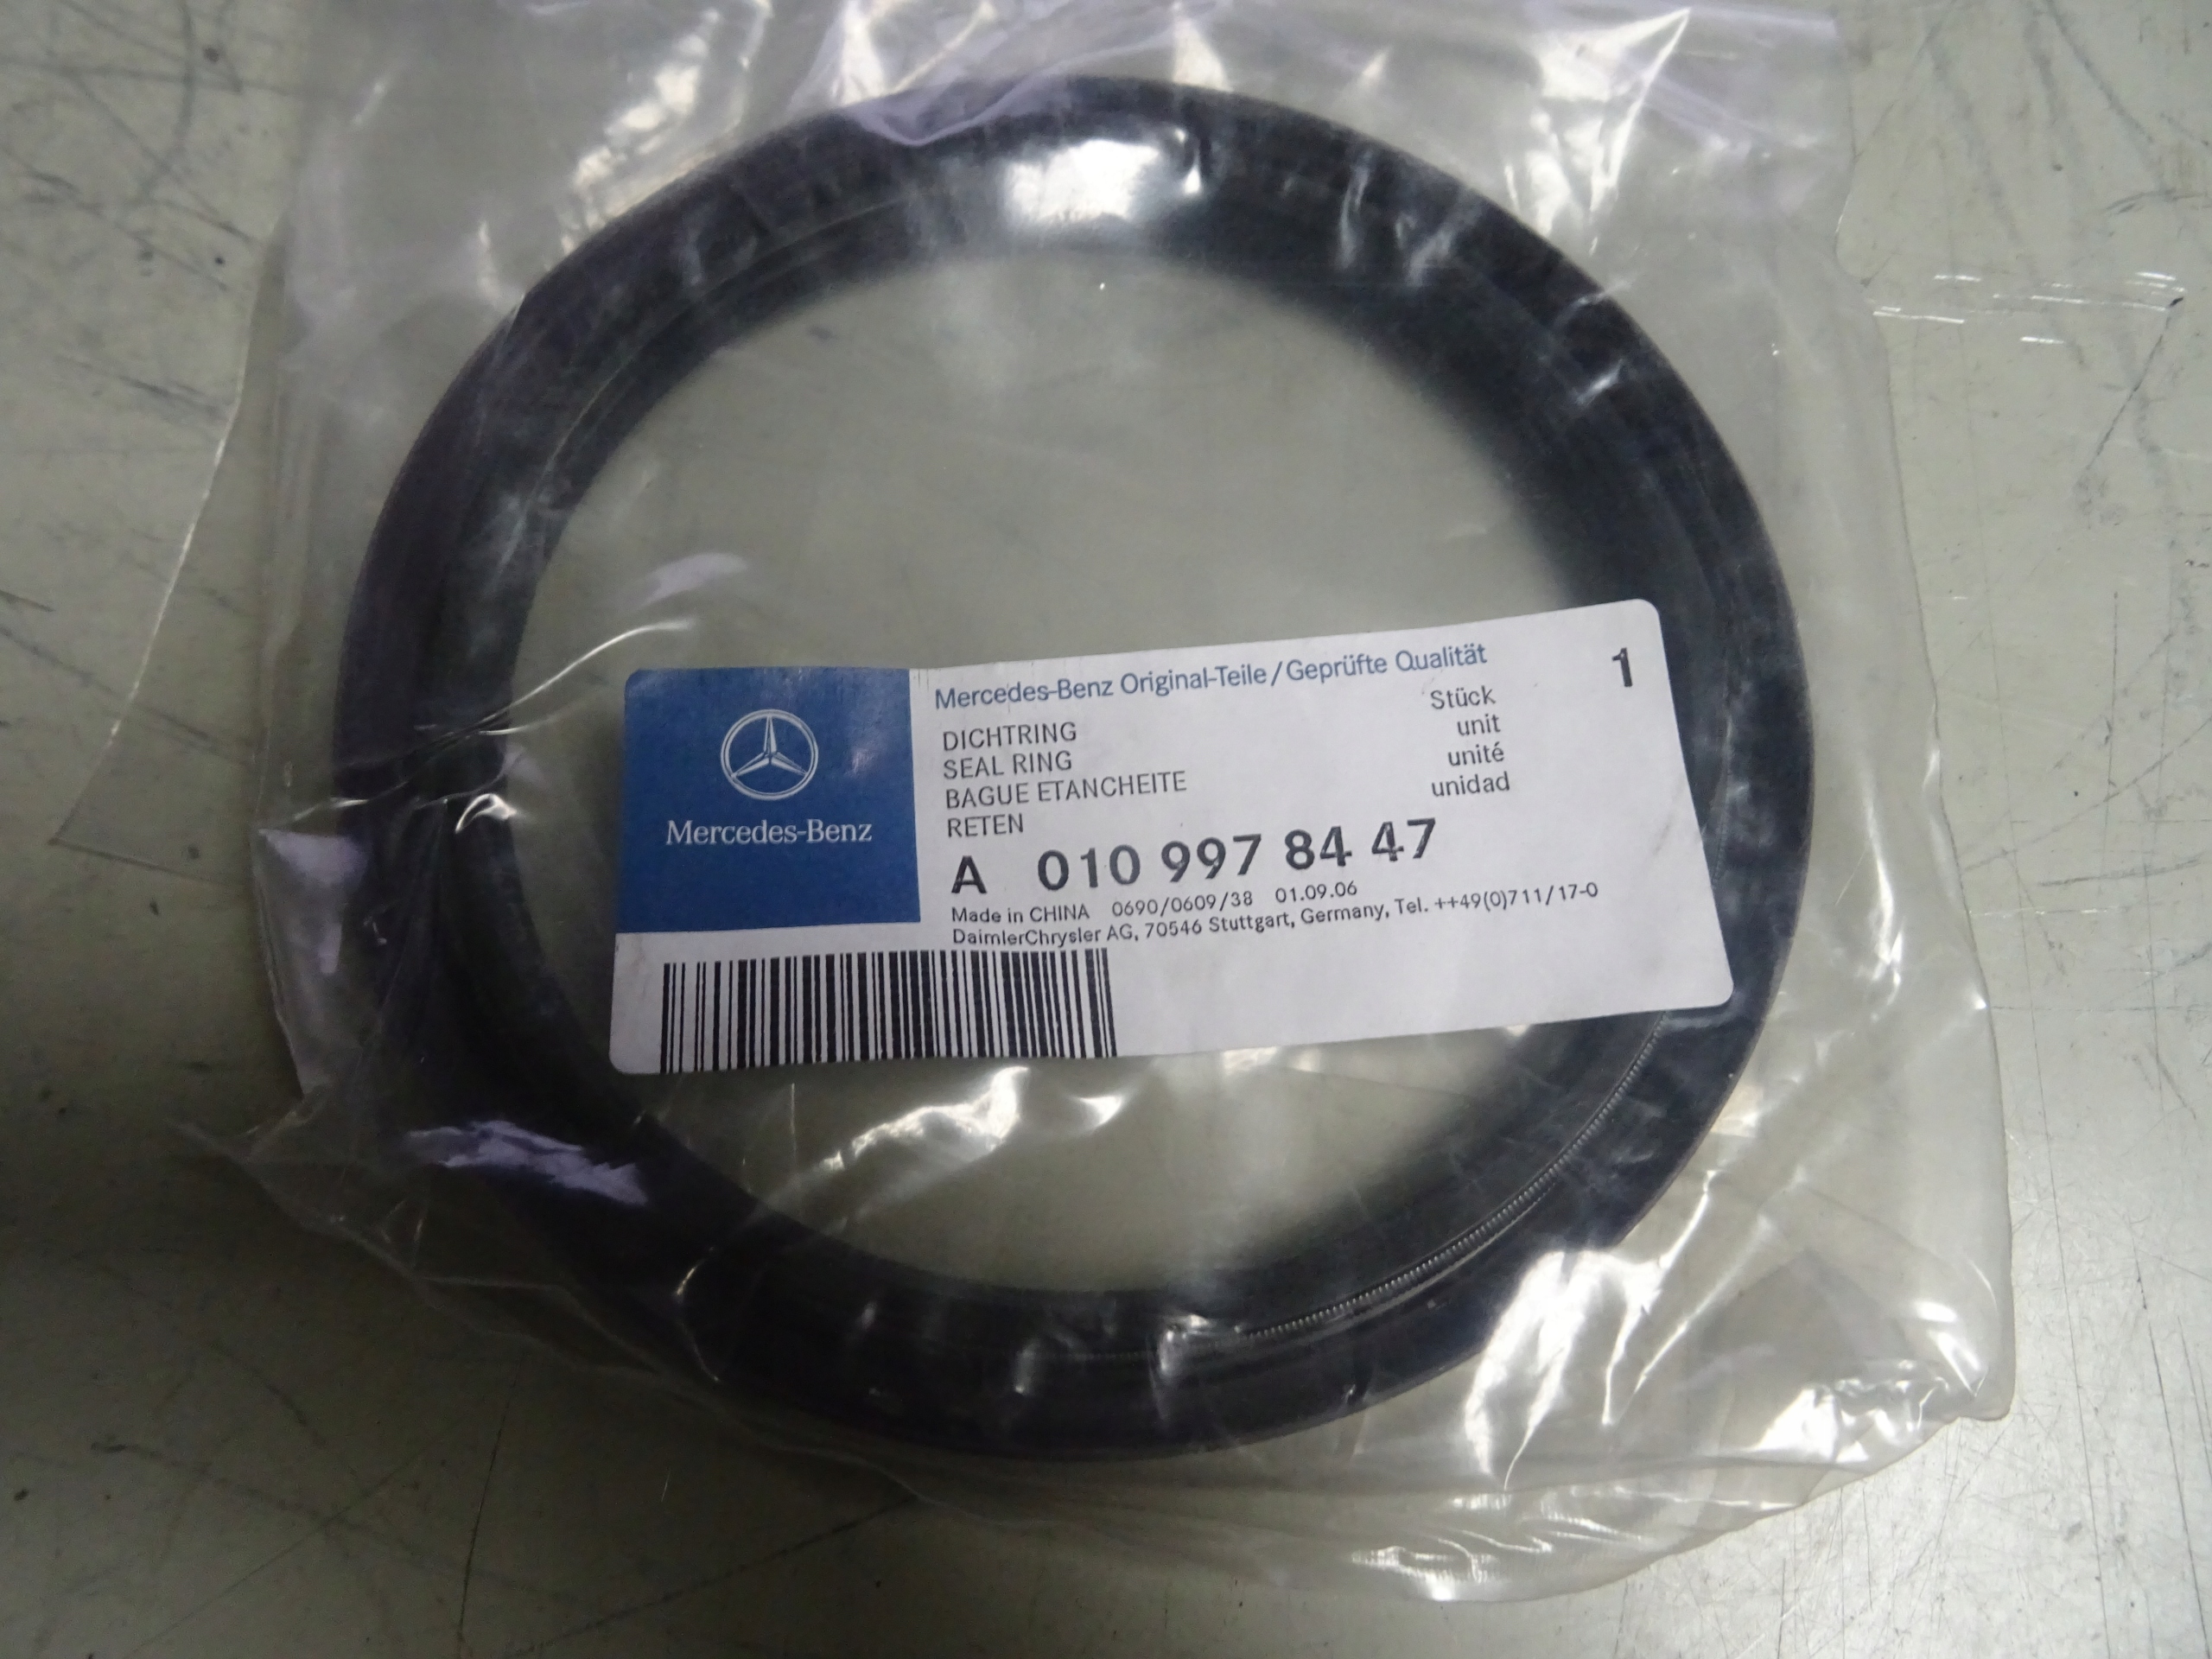 Mercedes-Benz
Mercedes-Benz Original-Teile/Geprüfte Qualität
1
DICHTRING
Stück
SEAL RING
unit
BAGUE ETANCHEITE
unité
RETEN
unidad
A 010 997 84 47
Made in CHINA 0690/0609/38 01.09.06
DaimlerChrysler AG, 70546 Stuttgart, Germany, Tel. ++49(0)711/17-0